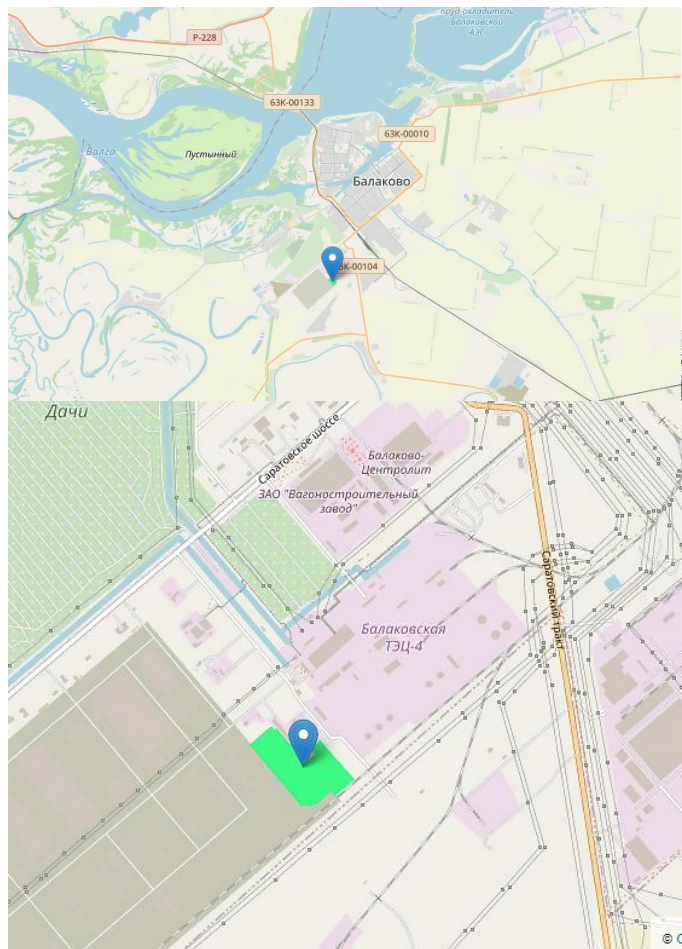 пруд-охладитель
Балаковской
АЭС
Р-228
63К-00133
63К-00010
Волга
Пустынный
Балаково
3К-00104
Дачи
Саратовское шоссе
Балаково-
Центролит
ЗАО "Вагоностроительный
завод"
Саратовский тракт
Балаковская
ТЭЦ-4
©